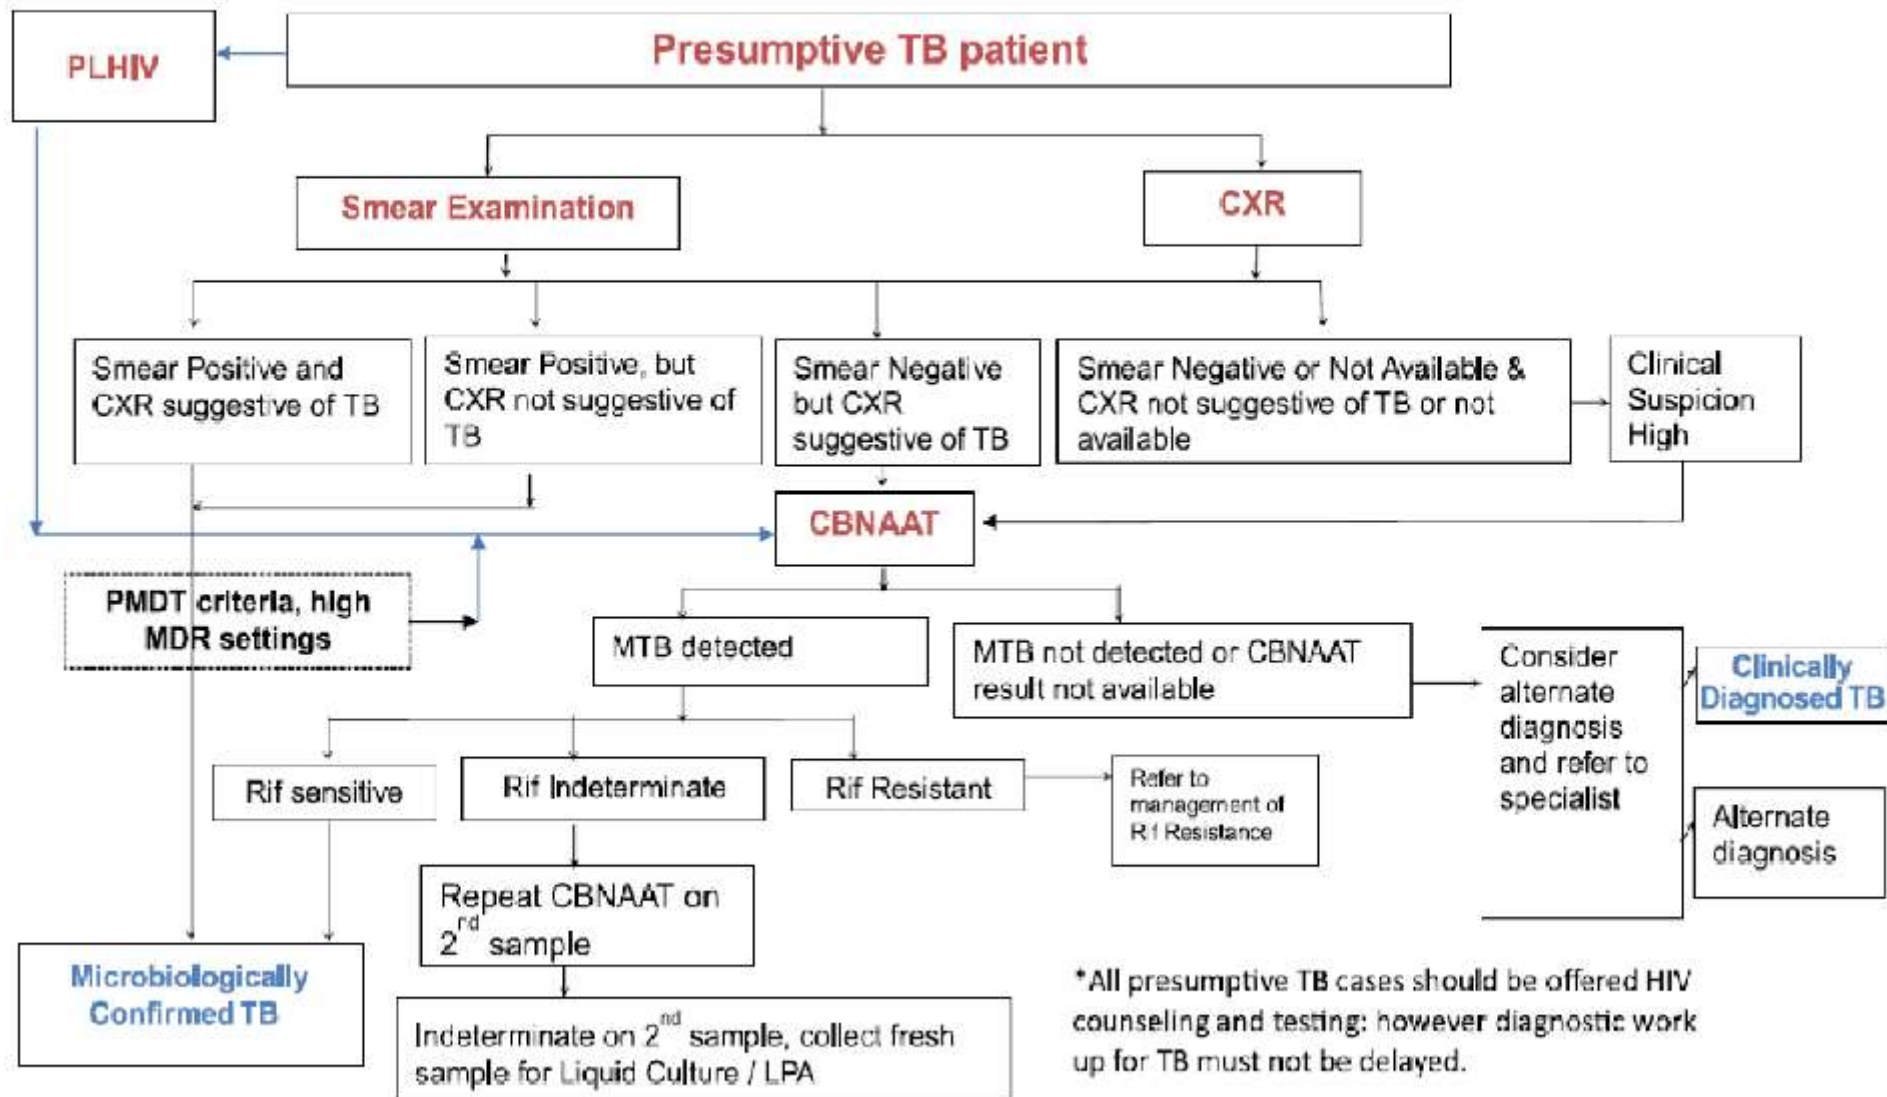 PLHIV
Presumptive TB patient
Smear Examination
CXR
Smear Positive and
CXR suggestive of TB
Smear Positive, but
CXR not suggestive of
TB
Smear Negative
but CXR
suggestive of TB
Smear Negative or Not Available &
CXR not suggestive of TB or not
available
Clinical
Suspicion
High
CBNAAT
PMDT criteria, high
MDR settings
MTB detected
MTB not detected or CBNAAT
result not available
Consider
alternate
diagnosis
and refer to
specialist
Clinically
Diagnosed TB
Alternate
diagnosis
Rif sensitive
Rif Indeterminate
Rif Resistant
Refer to
management of
Rif Resistance
Repeat CBNAAT on
2nd sample
Microbiologically
Confirmed TB
Indeterminate on 2nd sample, collect fresh
sample for Liquid Culture / LPA
*All presumptive TB cases should be offered HIV
counseling and testing: however diagnostic work
up for TB must not be delayed.